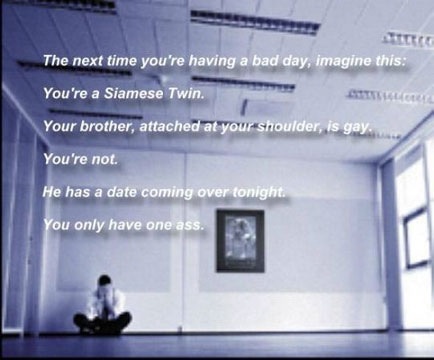 The next time you're having a bad day, imagine this:
You're a Siamese Twin.
Your brother, attached at your shoulder, is gay.
You're not.
He has a date coming over tonight.
You only have one ass.